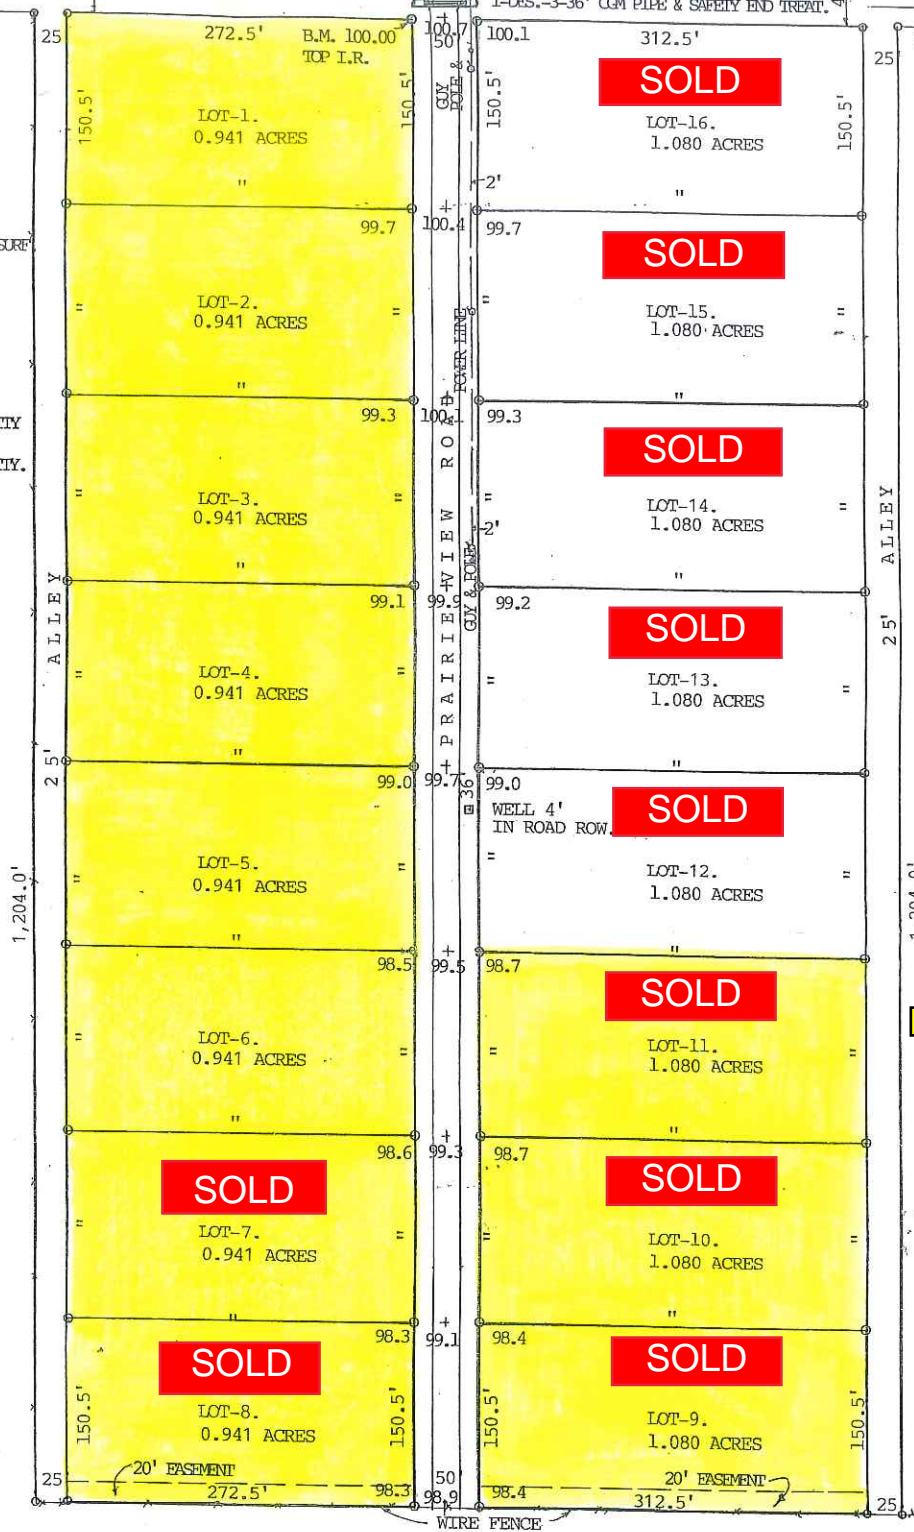 1-DES.-3-36" CGM PIPE & SAFETY END TREAT.
25'
272.5'
B.M. 100.00
TOP I.R.
100.7
50'
100.1
312.5'
25'
SOLD
150.5'
150.5'
GUY POLE &
150.5'
150.5'
LOT-1.
0.941 ACRES
LOT-16.
1.080 ACRES
"
2'
"
99.7
100.4
99.7
SURF
SOLD
LOT-2.
0.941 ACRES
LOT-15.
1.080 ACRES
POWER LINE
"
"
99.3
100.1
99.3
SOLD
LOT-3.
0.941 ACRES
LOT-14.
1.080 ACRES
2'
ALLEY
"
"
99.1
99.9
99.2
GUY & POLE
ALLEY
PRAIRIE VIEW ROAD
SOLD
25'
LOT-4.
0.941 ACRES
LOT-13.
1.080 ACRES
"
"
25'
99.0
99.7
99.0
36'
WELL 4'
IN ROAD ROW.
SOLD
LOT-5.
0.941 ACRES
LOT-12.
1.080 ACRES
1,204.0'
1,204.0'
"
"
98.5
99.5
98.7
SOLD
LOT-6.
0.941 ACRES
LOT-11.
1.080 ACRES
"
"
98.6
99.3
98.7
SOLD
SOLD
LOT-7.
0.941 ACRES
LOT-10.
1.080 ACRES
"
"
98.3
99.1
98.4
SOLD
SOLD
LOT-8.
0.941 ACRES
LOT-9.
1.080 ACRES
150.5'
150.5'
150.5'
150.5'
20' EASEMENT
20' EASEMENT
25
272.5'
98.3
50'
98.9
98.4
312.5'
25
WIRE FENCE